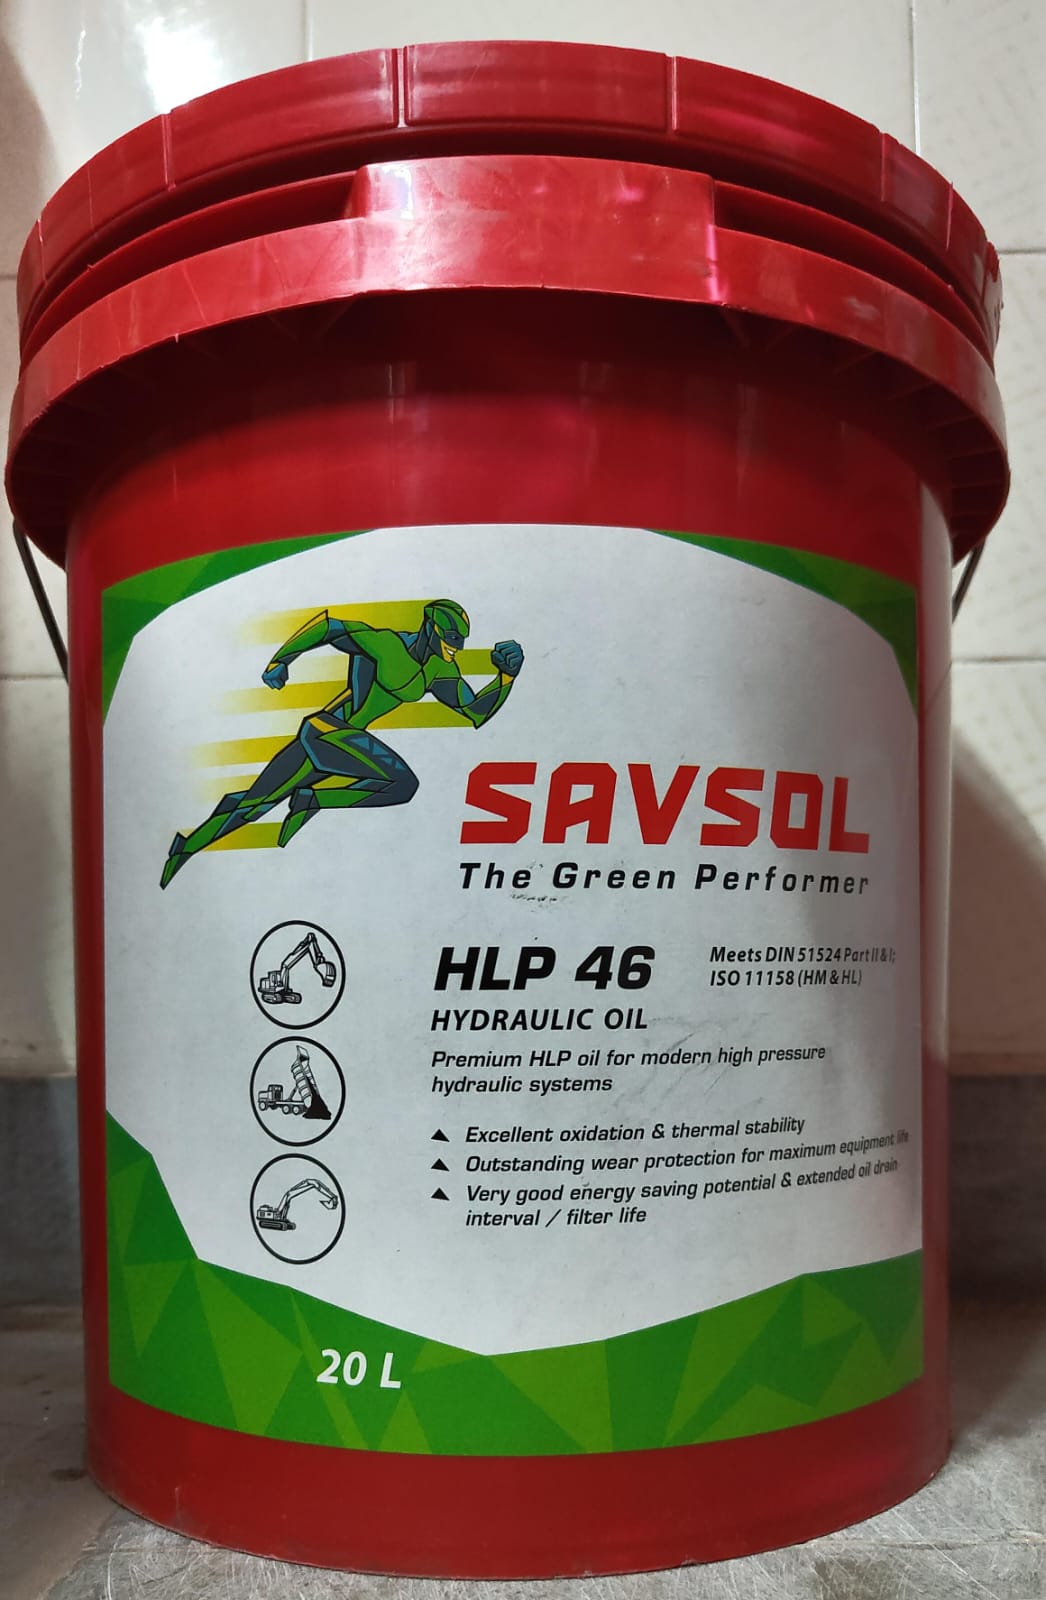 SAVSOL
The Green Performer
HLP 46
Meets DIN 51524 Part II & I;
ISO 11158 (HM & HL)
HYDRAULIC OIL
Premium HLP oil for modern high pressure
hydraulic systems
Excellent oxidation & thermal stability
Outstanding wear protection for maximum equipment life
Very good energy saving potential & extended oil drain
interval / filter life
20 L